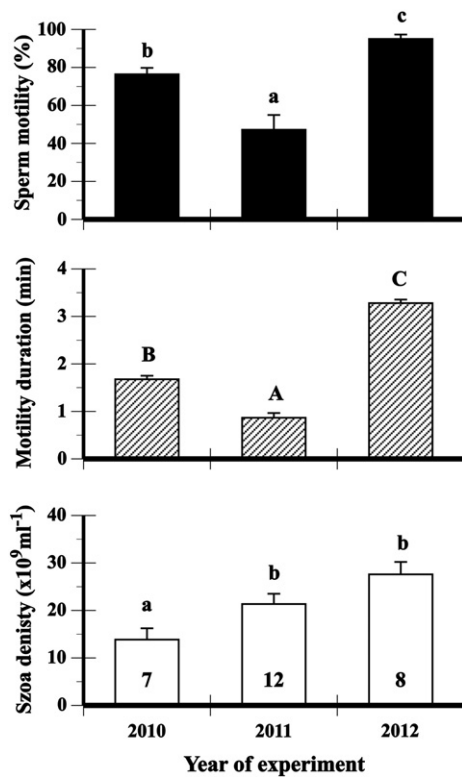 Sperm motility (%)
100
80
60
40
20
0
b
a
c
Motility duration (min)
4
3
2
1
0
B
A
C
Szoa denisty (x10⁹ml⁻¹)
40
30
20
10
0
a
b
b
7
12
8
2010
2011
2012
Year of experiment